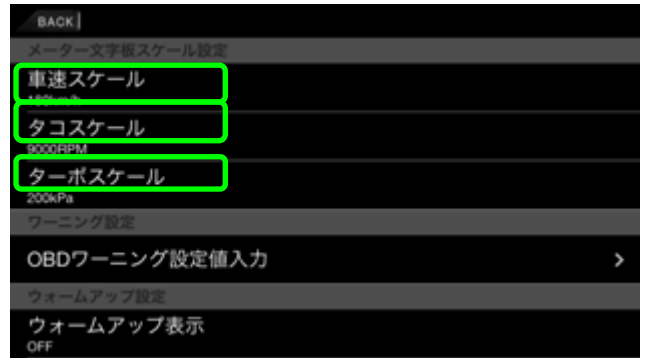 BACK
メーター文字板スケール設定
車速スケール
180km/h
タコスケール
9000RPM
ターボスケール
200kPa
ワーニング設定
OBDワーニング設定値入力
ウォームアップ設定
ウォームアップ表示
OFF